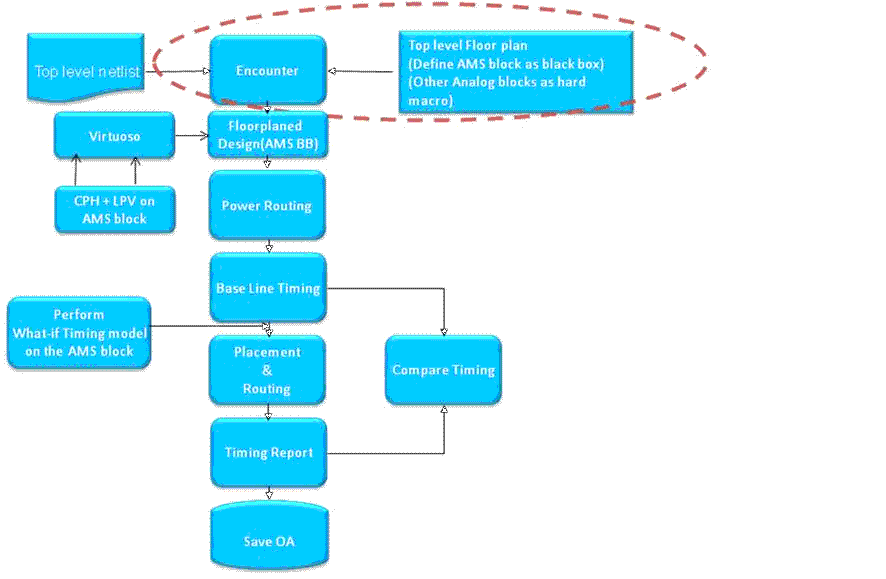 Top level netlist
Encounter
Top level Floor plan
(Define AMS block as black box)
(Other Analog blocks as hard
macro)
Virtuoso
Floorplaned
Design(AMS BB)
CPH + LPV on
AMS block
Power Routing
Base Line Timing
Perform
What-if Timing model
on the AMS block
Placement
&
Routing
Compare Timing
Timing Report
Save OA